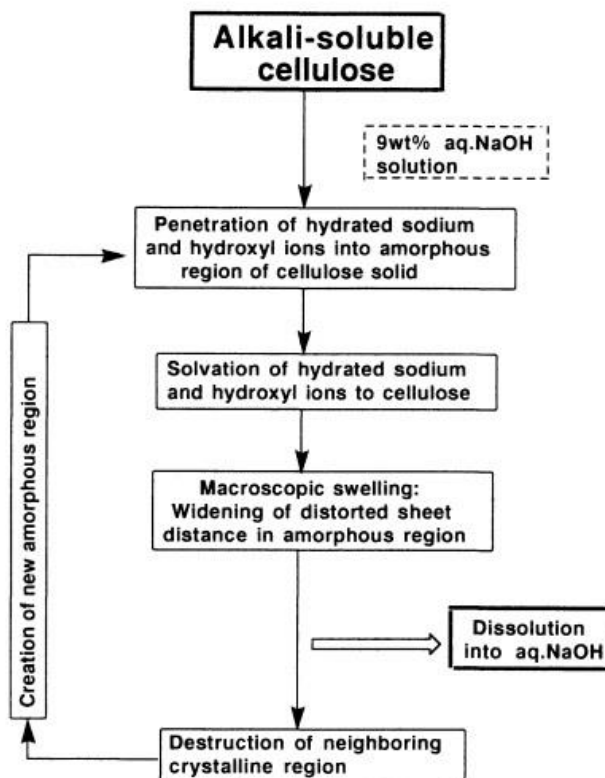 Alkali-soluble
cellulose
9wt% aq.NaOH
solution
Penetration of hydrated sodium
and hydroxyl ions into amorphous
region of cellulose solid
Solvation of hydrated sodium
and hydroxyl ions to cellulose
Macroscopic swelling:
Widening of distorted sheet
distance in amorphous region
Dissolution
into aq.NaOH
Destruction of neighboring
crystalline region
Creation of new amorphous region